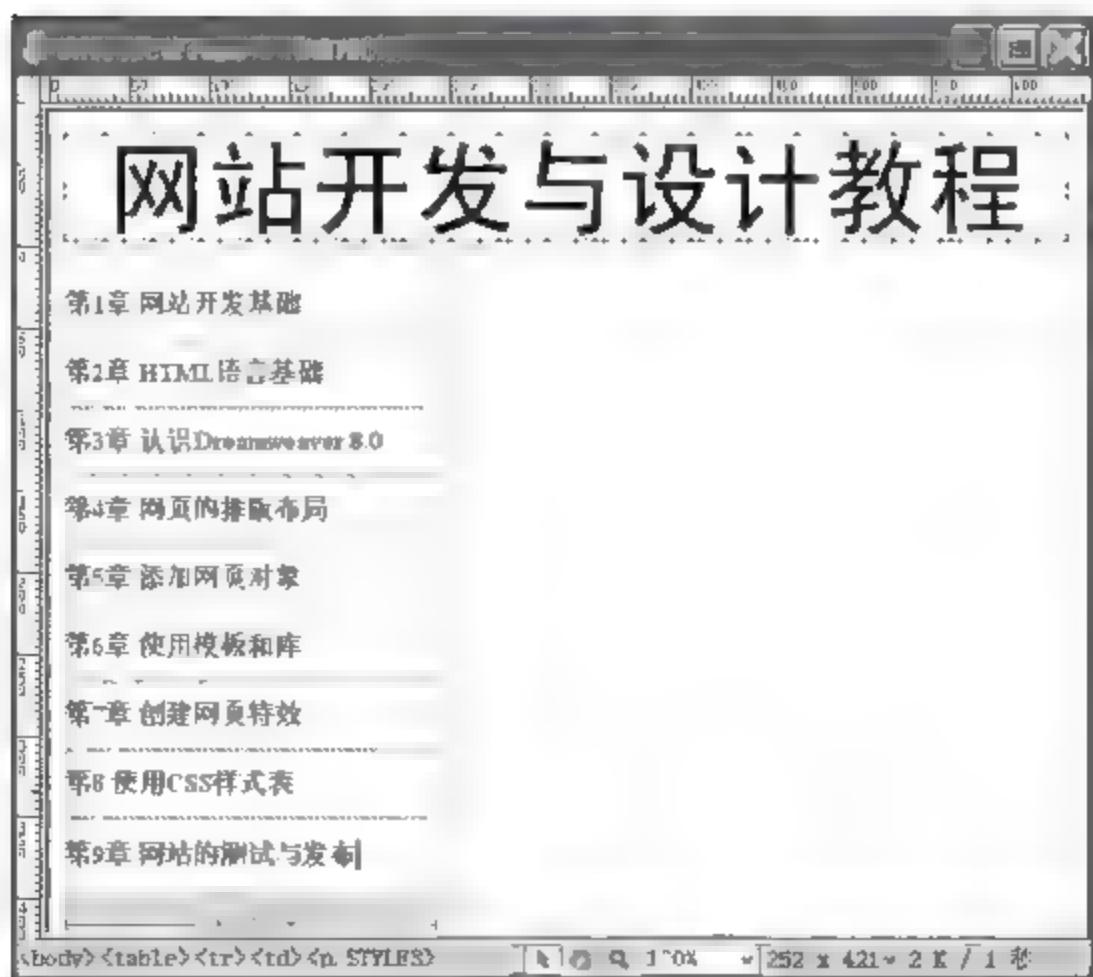 网站开发与设计教程
第1章 网站开发基础
第2章 HTML语言基础
第3章 认识Dreamweaver 8.0
第4章 网页的排版布局
第5章 添加网页对象
第6章 使用模板和库
第7章 创建网页特效
第8 使用CSS样式表
第9章 网站的测试与发布
<body><table><tr><td><p.STYLE8> 100% 252 x 421 2 K / 1 秒